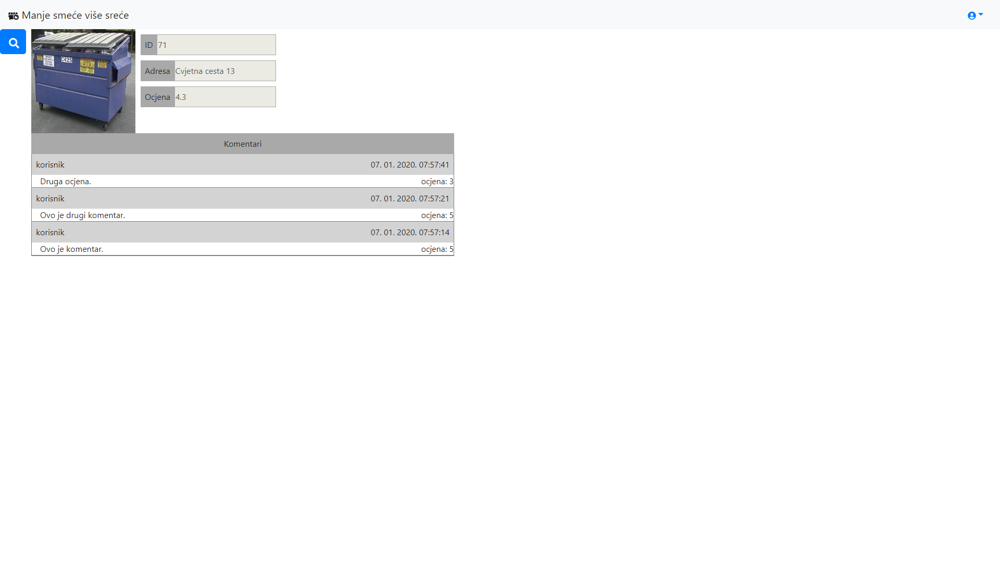 Manje smeće više sreće
ID 71
Adresa Cvjetna cesta 13
Ocjena 4.3
C425
Komentari
korisnik 07. 01. 2020. 07:57:41
Druga ocjena. ocjena: 3
korisnik 07. 01. 2020. 07:57:21
Ovo je drugi komentar. ocjena: 5
korisnik 07. 01. 2020. 07:57:14
Ovo je komentar. ocjena: 5